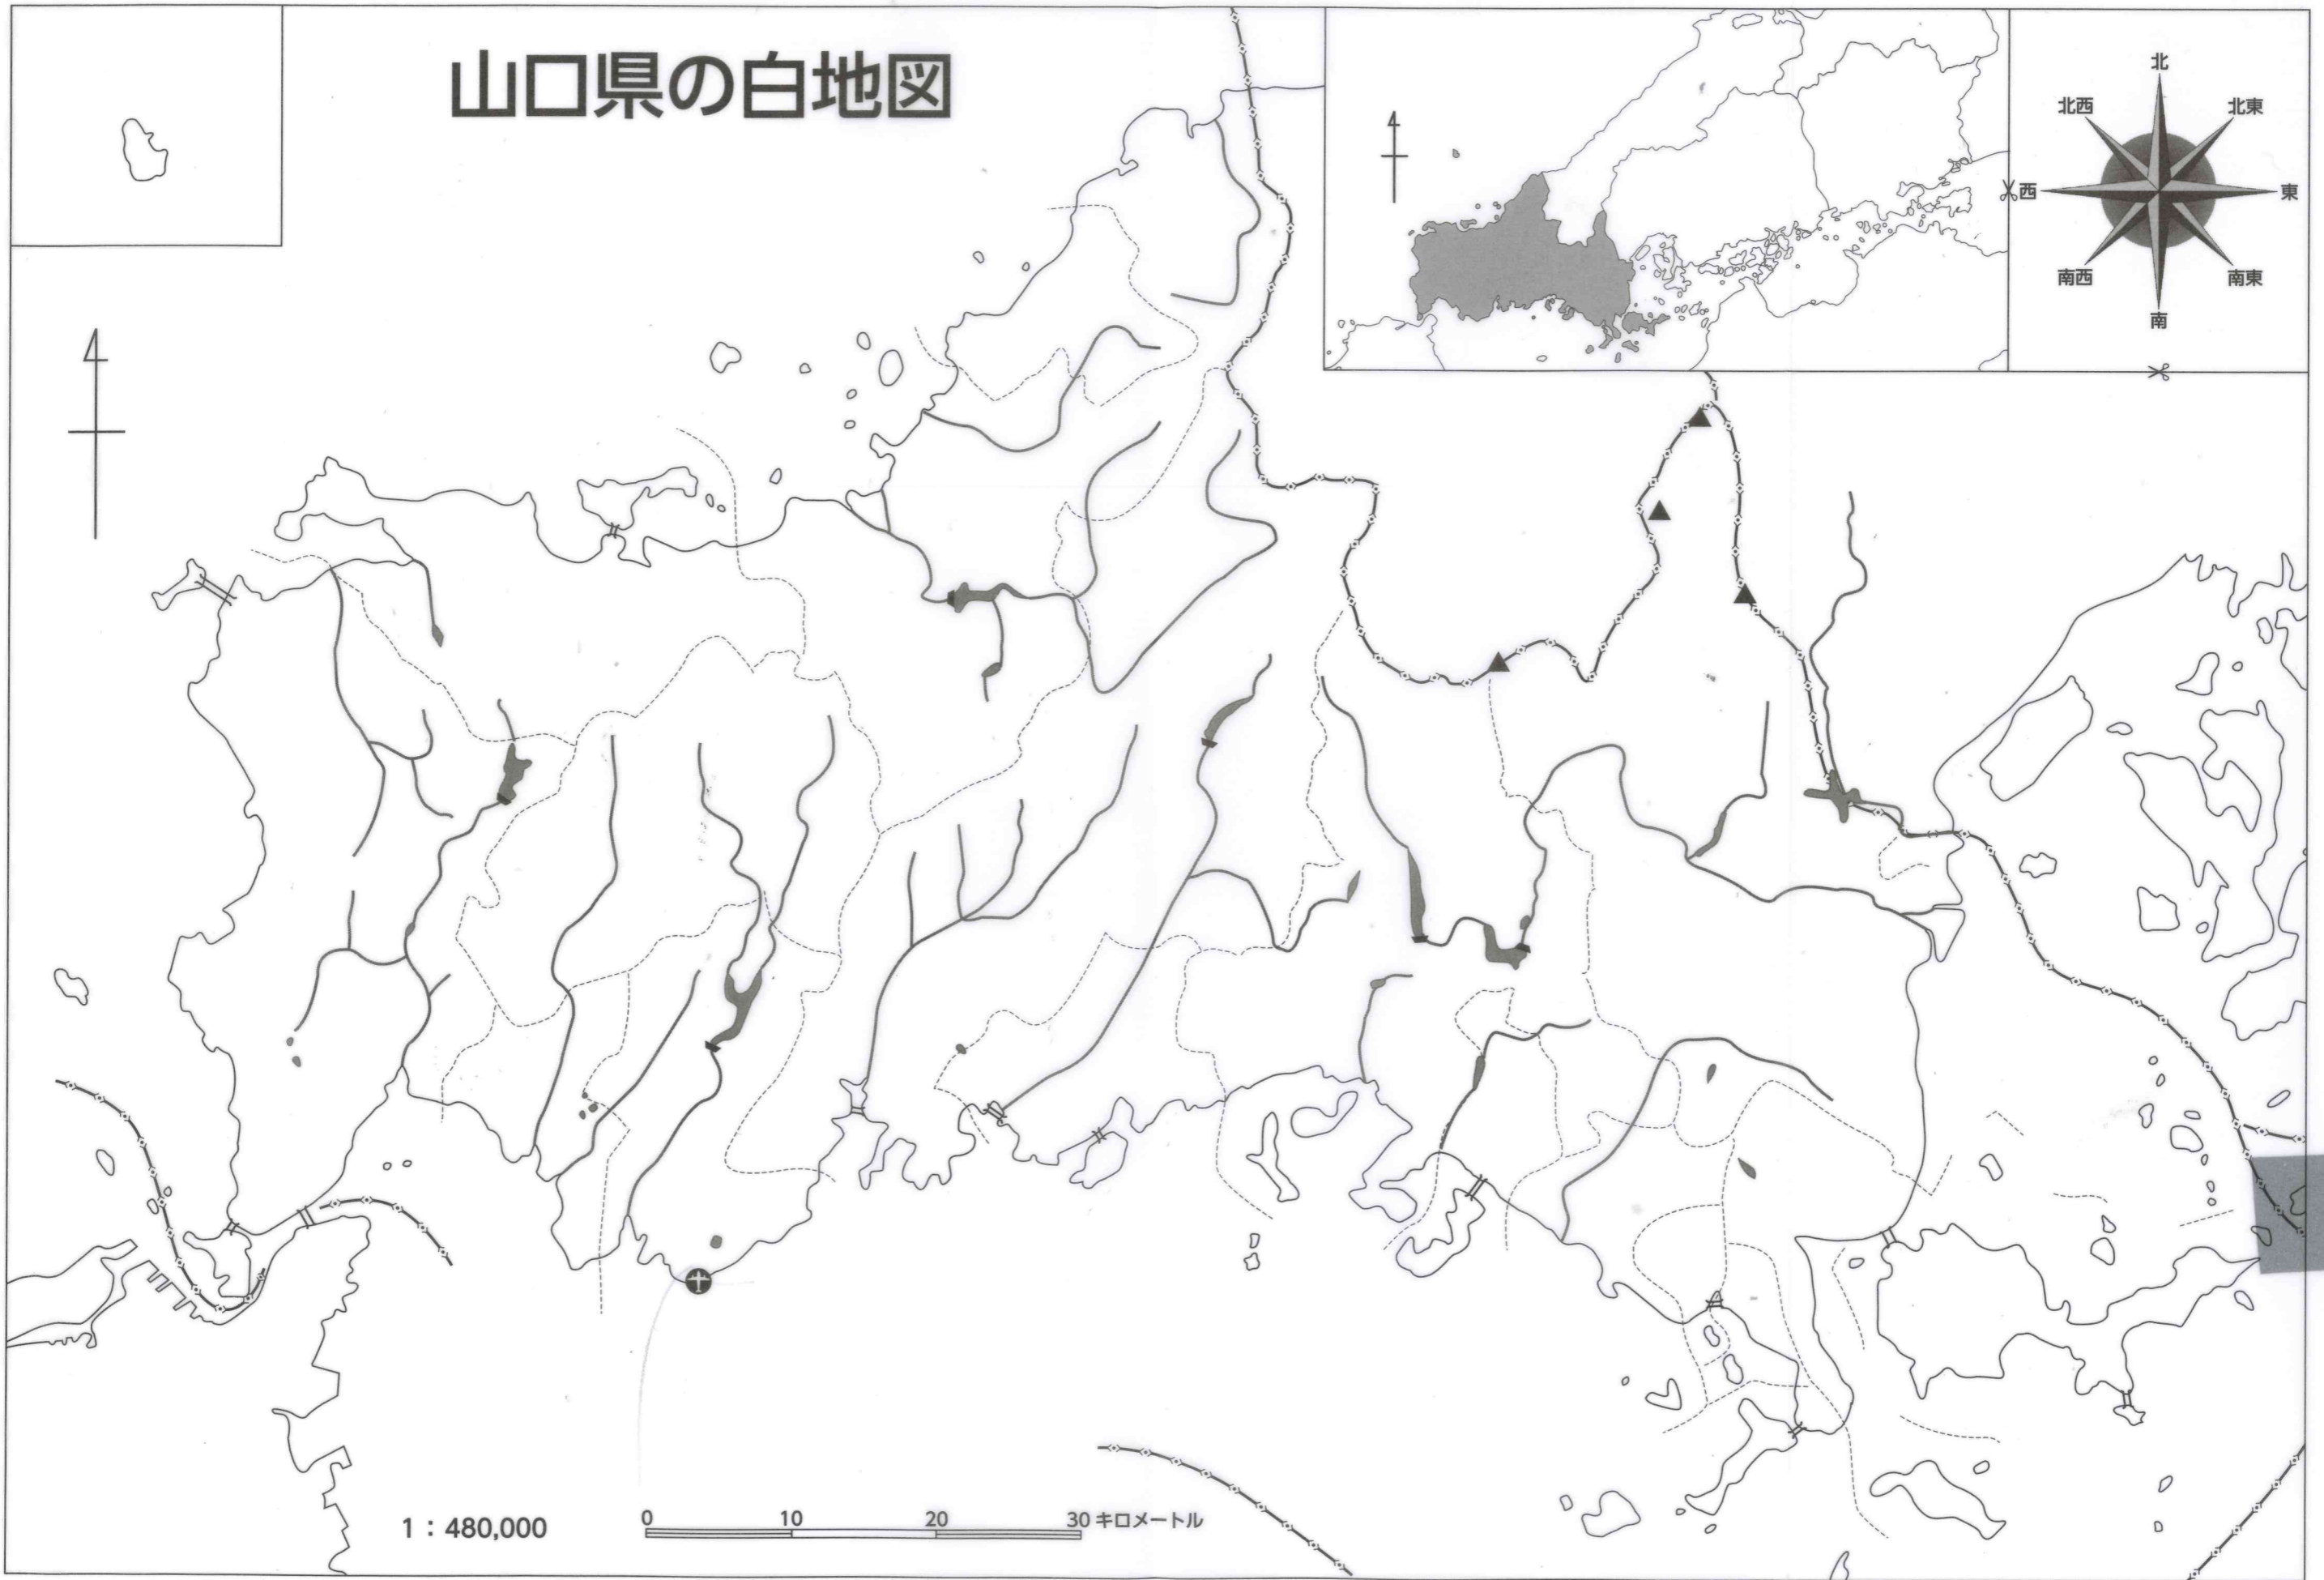 山口県の白地図
北
北西
北東
西
東
南西
南東
南
1：480,000
0 10 20 30 キロメートル